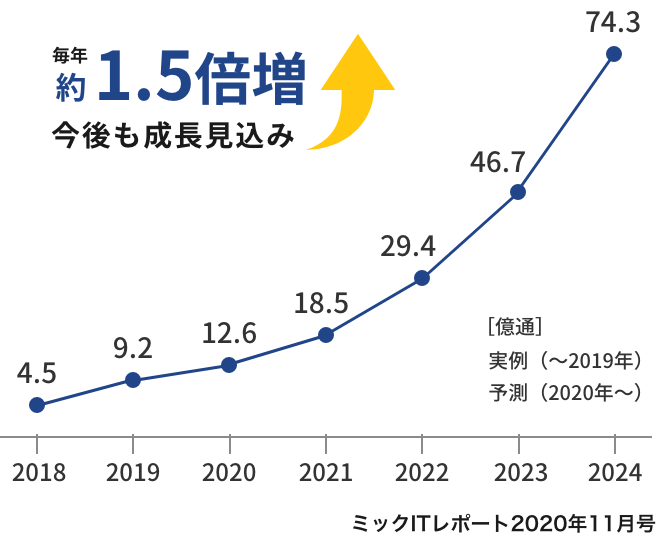 毎年
約1.5倍増
今後も成長見込み
74.3
46.7
29.4
18.5
12.6
9.2
4.5
［億通］
実例（〜2019年）
予測（2020年〜）
2018 2019 2020 2021 2022 2023 2024
ミックITレポート2020年11月号